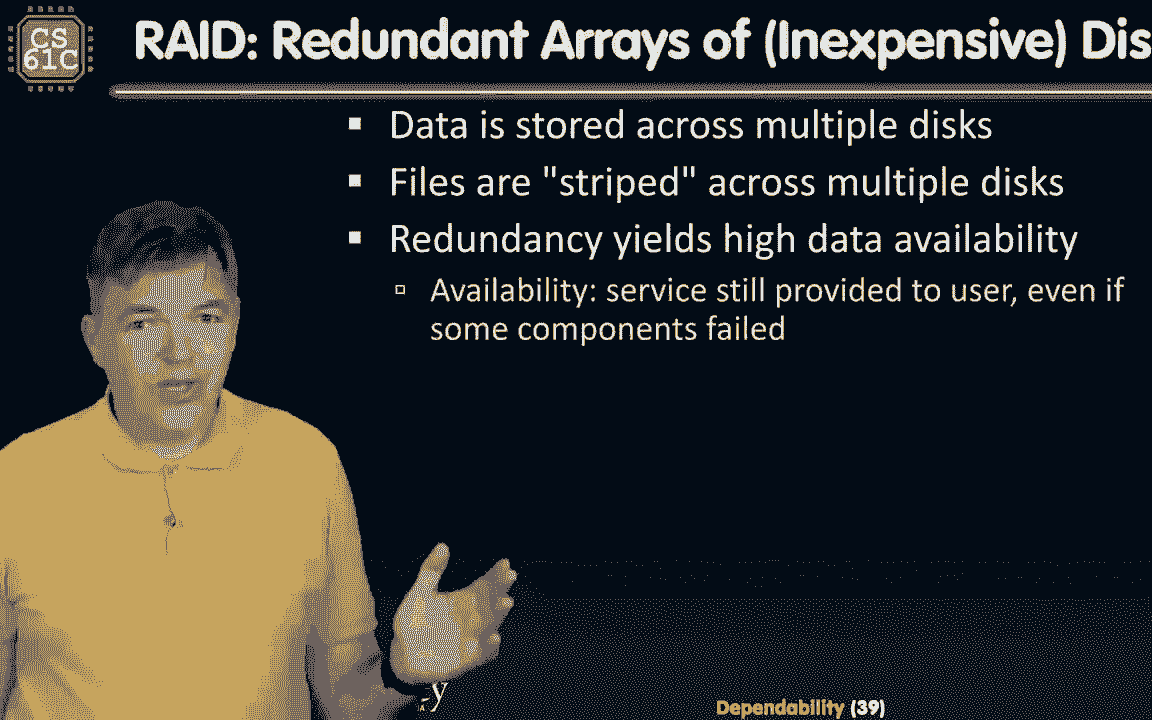 CS
61C
RAID: Redundant Arrays of (Inexpensive) Dis
▪ Data is stored across multiple disks
▪ Files are "striped" across multiple disks
▪ Redundancy yields high data availability
▫ Availability: service still provided to user, even if
some components failed
Dependability (39)